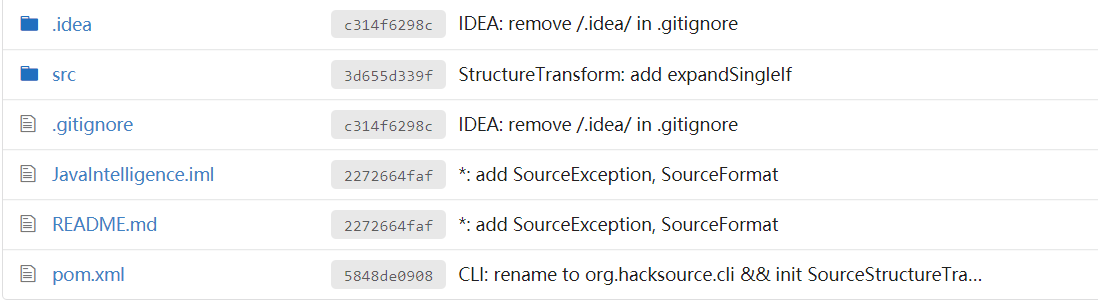 .idea c314f6298c IDEA: remove /.idea/ in .gitignore
src 3d655d339f StructureTransform: add expandSingleIf
.gitignore c314f6298c IDEA: remove /.idea/ in .gitignore
JavaIntelligence.iml 2272664faf *: add SourceException, SourceFormat
README.md 2272664faf *: add SourceException, SourceFormat
pom.xml 5848de0908 CLI: rename to org.hacksource.cli && init SourceStructureTra...